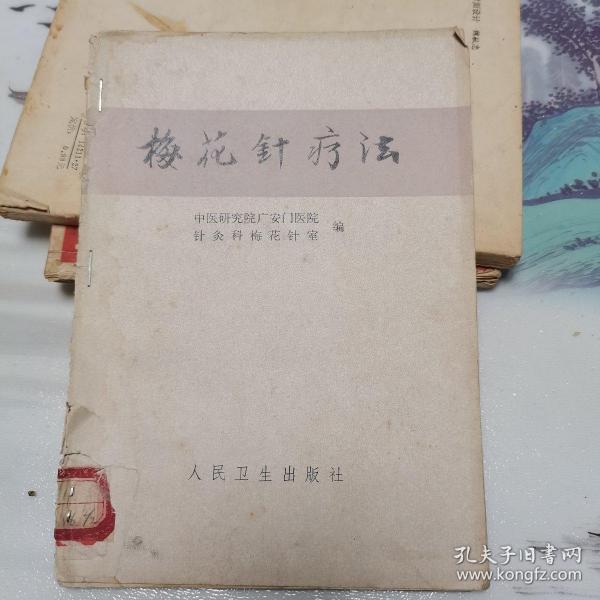 梅花针疗法
中医研究院广安门医院
针灸科梅花针室
编
人民卫生出版社
孔夫子旧书网
www.kongfz.com